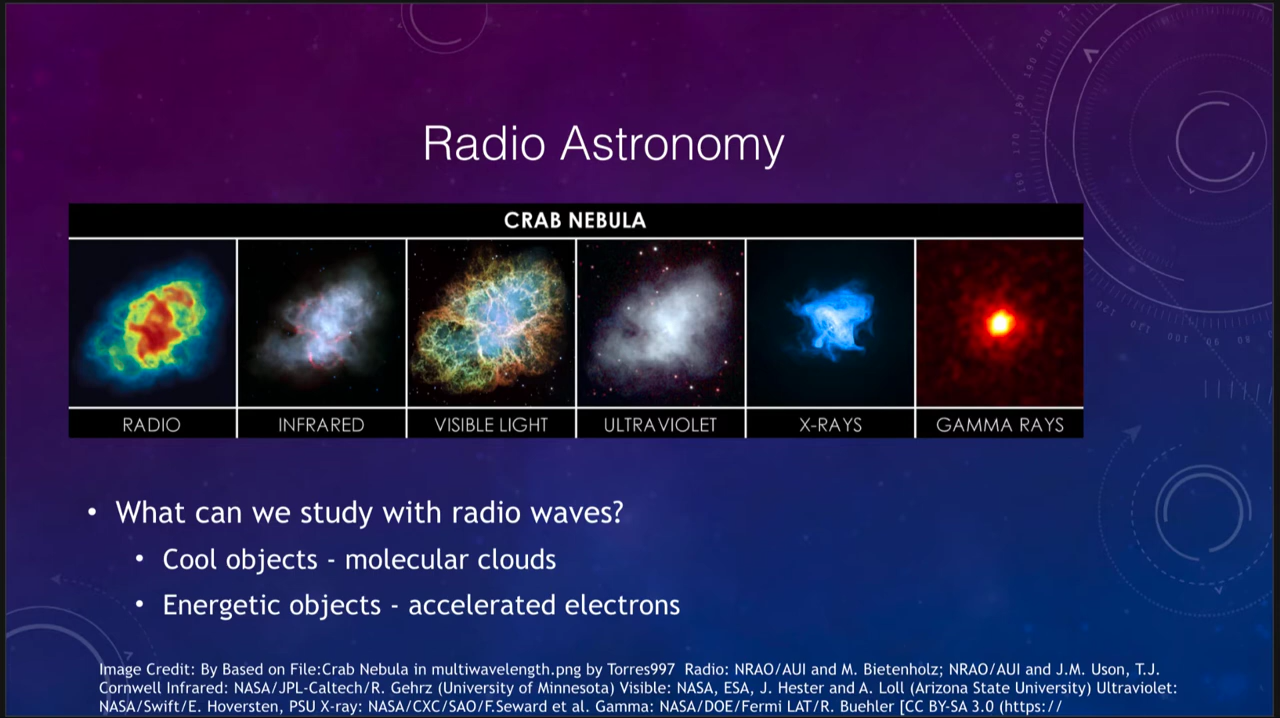 Radio Astronomy
CRAB NEBULA
RADIO
INFRARED
VISIBLE LIGHT
ULTRAVIOLET
X-RAYS
GAMMA RAYS
• What can we study with radio waves?
• Cool objects - molecular clouds
• Energetic objects - accelerated electrons
Image Credit: By Based on File:Crab Nebula in multiwavelength.png by Torres997 Radio: NRAO/AUI and M. Bietenholz; NRAO/AUI and J.M. Uson, T.J.
Cornwell Infrared: NASA/JPL-Caltech/R. Gehrz (University of Minnesota) Visible: NASA, ESA, J. Hester and A. Loll (Arizona State University) Ultraviolet:
NASA/Swift/E. Hoversten, PSU X-ray: NASA/CXC/SAO/F.Seward et al. Gamma: NASA/DOE/Fermi LAT/R. Buehler [CC BY-SA 3.0 (https://